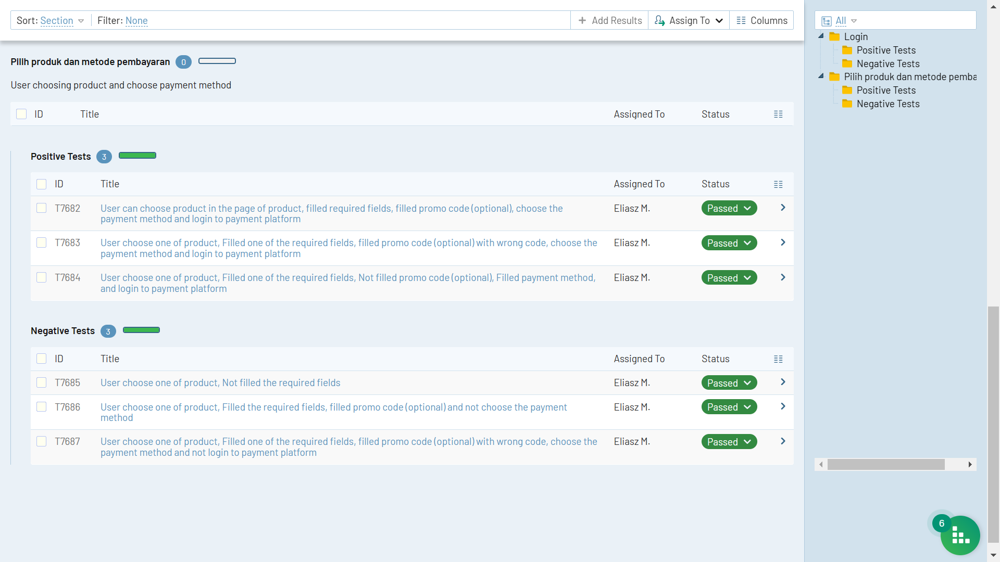 Sort: Section Filter: None Add Results Assign To Columns
Pilih produk dan metode pembayaran 0
User choosing product and choose payment method
ID Title Assigned To Status
Positive Tests 3
ID Title Assigned To Status
T7682 User can choose product in the page of product, filled required fields, filled promo code (optional), choose the Eliasz M. Passed
payment method and login to payment platform
T7683 User choose one of product, Filled one of the required fields, filled promo code (optional) with wrong code, choose the Eliasz M. Passed
payment method and login to payment platform
T7684 User choose one of product, Filled one of the required fields, Not filled promo code (optional), Filled payment method, Eliasz M. Passed
and login to payment platform
Negative Tests 3
ID Title Assigned To Status
T7685 User choose one of product, Not filled the required fields Eliasz M. Passed
T7686 User choose one of product, Filled the required fields, filled promo code (optional) and not choose the payment Eliasz M. Passed
method
T7687 User choose one of product, Filled one of the required fields, filled promo code (optional) with wrong code, choose the Eliasz M. Passed
payment method and not login to payment platform
All
Login
Positive Tests
Negative Tests
Pilih produk dan metode pemba
Positive Tests
Negative Tests
6